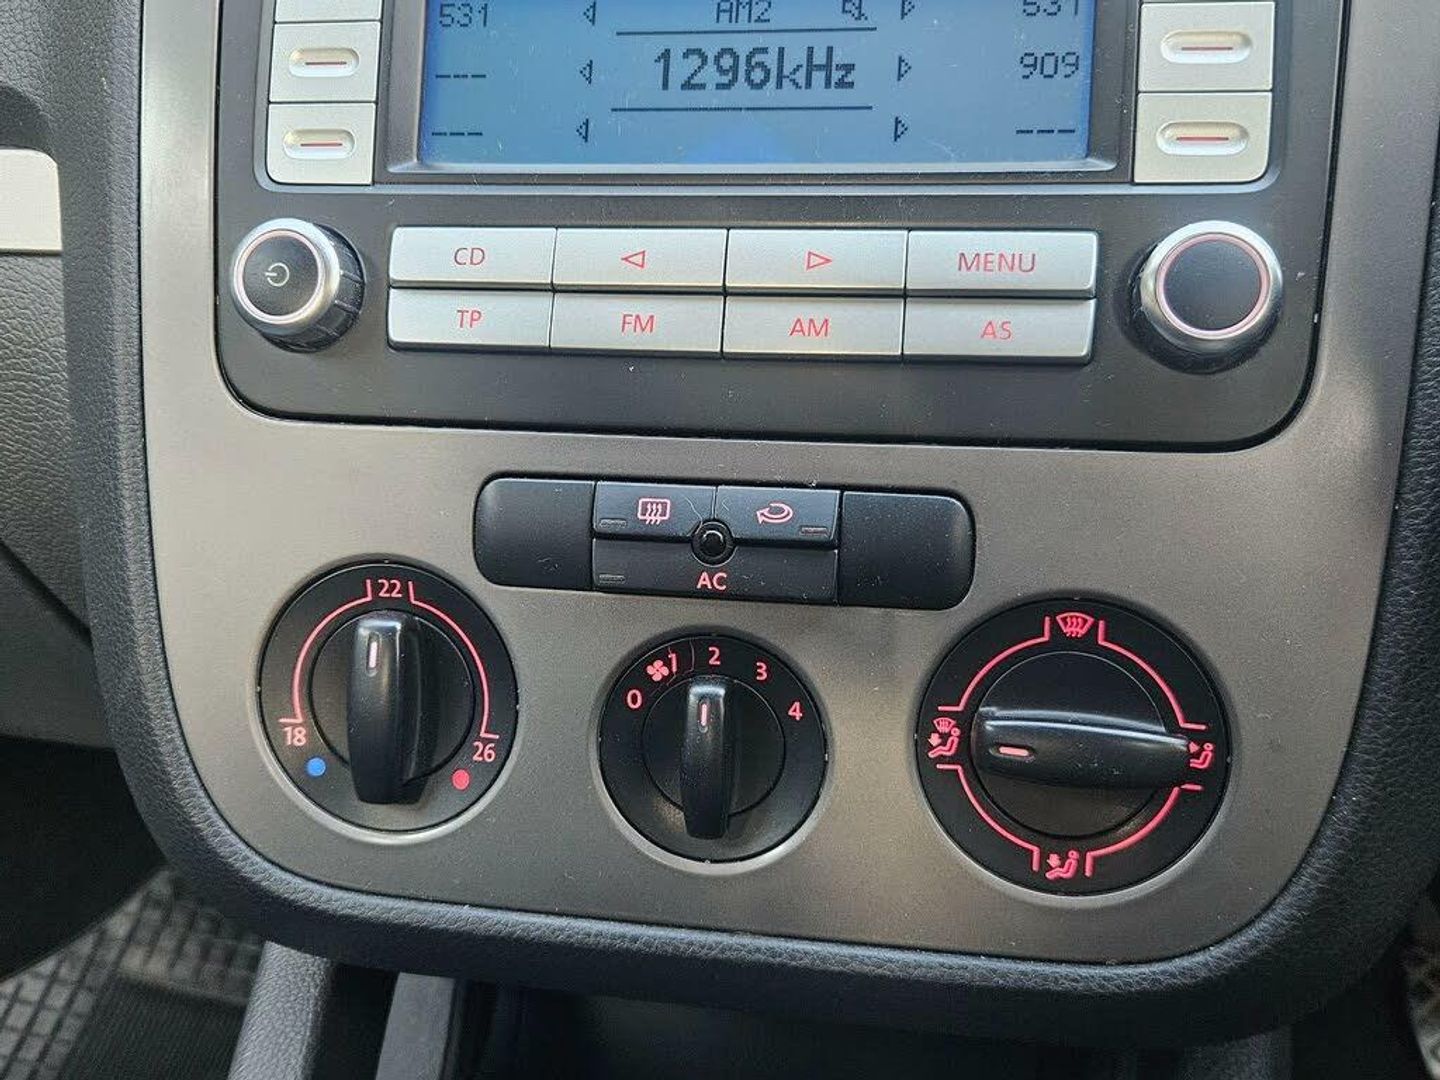 531 AM2 531
--- 1296kHz 909
--- ---
CD MENU
TP FM AM AS
AC
22
18 26
0 1 2 3 4